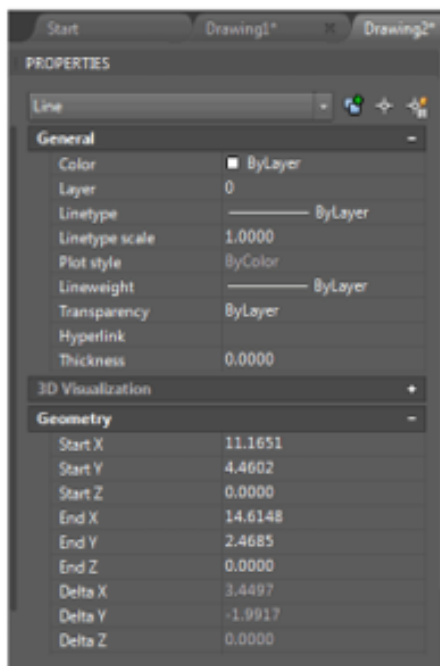 Start Drawing1* Drawing2*
PROPERTIES
Line
General
Color ByLayer
Layer 0
Linetype ByLayer
Linetype scale 1.0000
Plot style ByColor
Lineweight ByLayer
Transparency ByLayer
Hyperlink
Thickness 0.0000
3D Visualization
Geometry
Start X 11.1651
Start Y 4.4602
Start Z 0.0000
End X 14.6148
End Y 2.4685
End Z 0.0000
Delta X 3.4497
Delta Y -1.9917
Delta Z 0.0000